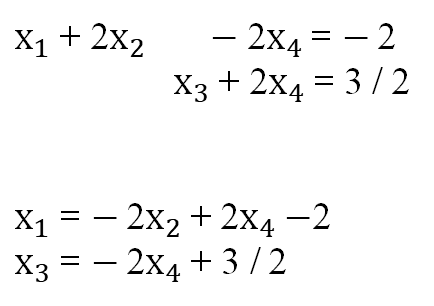 x₁ + 2x₂ − 2x₄ = − 2
x₃ + 2x₄ = 3 / 2
x₁ = − 2x₂ + 2x₄ −2
x₃ = − 2x₄ + 3 / 2